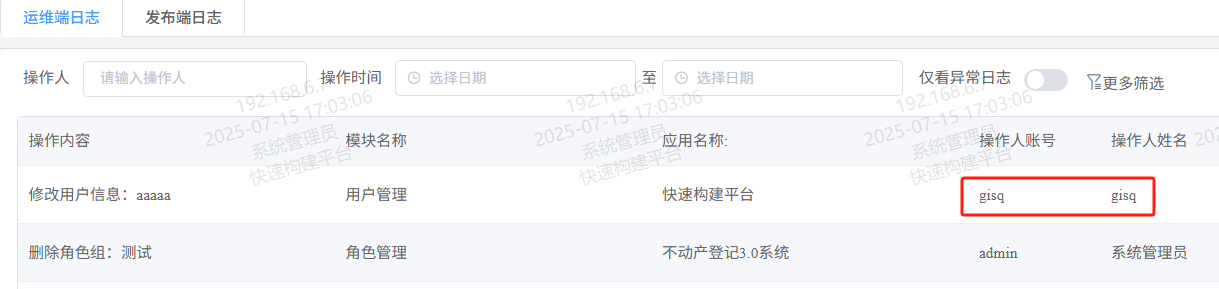 运维端日志 发布端日志
操作人 请输入操作人 操作时间 选择日期 至 选择日期 仅看异常日志 更多筛选
192.168.6.7 192.168.6.7 192.168.6.7
2025-07-15 17:03:06 2025-07-15 17:03:06 2025-07-15 17:03:06 202
系统管理员 系统管理员 系统管理员
快速构建平台 快速构建平台 快速构建平台
操作内容 模块名称 应用名称: 操作人账号 操作人姓名
修改用户信息：aaaaa 用户管理 快速构建平台 gisq gisq
删除角色组：测试 角色管理 不动产登记3.0系统 admin 系统管理员